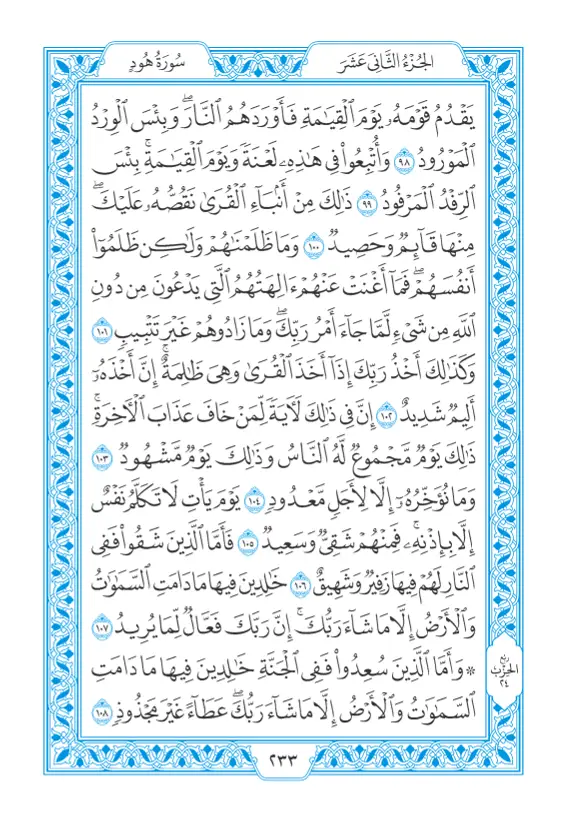 الجُزْءُ الثَّانِي عَشَرَ
سُورَةُ هُودٍ
يَقْدُمُ قَوْمَهُۥ يَوْمَ ٱلْقِيَٰمَةِ فَأَوْرَدَهُمُ ٱلنَّارَۖ وَبِئْسَ ٱلْوِرْدُ
ٱلْمَوْرُودُ ٩٨ وَأُتْبِعُوا۟ فِى هَٰذِهِۦ لَعْنَةً وَيَوْمَ ٱلْقِيَٰمَةِۚ بِئْسَ
ٱلرِّفْدُ ٱلْمَرْفُودُ ٩٩ ذَٰلِكَ مِنْ أَنۢبَآءِ ٱلْقُرَىٰ نَقُصُّهُۥ عَلَيْكَۖ
مِنْهَا قَآئِمٌ وَحَصِيدٌ ١٠٠ وَمَا ظَلَمْنَٰهُمْ وَلَٰكِن ظَلَمُوٓا۟
أَنفُسَهُمْۖ فَمَآ أَغْنَتْ عَنْهُمْ ءَالِهَتُهُمُ ٱلَّتِى يَدْعُونَ مِن دُونِ
ٱللَّهِ مِن شَىْءٍ لَّمَّا جَآءَ أَمْرُ رَبِّكَۖ وَمَا زَادُوهُمْ غَيْرَ تَتْبِيبٍ ١٠١
وَكَذَٰلِكَ أَخْذُ رَبِّكَ إِذَآ أَخَذَ ٱلْقُرَىٰ وَهِىَ ظَٰلِمَةٌۚ إِنَّ أَخْذَهُۥٓ
أَلِيمٌ شَدِيدٌ ١٠٢ إِنَّ فِى ذَٰلِكَ لَءَايَةً لِّمَنْ خَافَ عَذَابَ ٱلْءَاخِرَةِۚ
ذَٰلِكَ يَوْمٌ مَّجْمُوعٌ لَّهُ ٱلنَّاسُ وَذَٰلِكَ يَوْمٌ مَّشْهُودٌ ١٠٣
وَمَا نُؤَخِّرُهُۥٓ إِلَّا لِأَجَلٍ مَّعْدُودٍ ١٠٤ يَوْمَ يَأْتِ لَا تَكَلَّمُ نَفْسٌ
إِلَّا بِإِذْنِهِۦۚ فَمِنْهُمْ شَقِىٌّ وَسَعِيدٌ ١٠٥ فَأَمَّا ٱلَّذِينَ شَقُوا۟ فَفِى
ٱلنَّارِ لَهُمْ فِيهَا زَفِيرٌ وَشَهِيقٌ ١٠٦ خَٰلِدِينَ فِيهَا مَا دَامَتِ ٱلسَّمَٰوَٰتُ
وَٱلْأَرْضُ إِلَّا مَا شَآءَ رَبُّكَۚ إِنَّ رَبَّكَ فَعَّالٌ لِّمَا يُرِيدُ ١٠٧
۞ وَأَمَّا ٱلَّذِينَ سُعِدُوا۟ فَفِى ٱلْجَنَّةِ خَٰلِدِينَ فِيهَا مَا دَامَتِ
ٱلسَّمَٰوَٰتُ وَٱلْأَرْضُ إِلَّا مَا شَآءَ رَبُّكَۖ عَطَآءً غَيْرَ مَجْذُوذٍ ١٠٨
ربع
الحزب
٢٤
٢٣٣